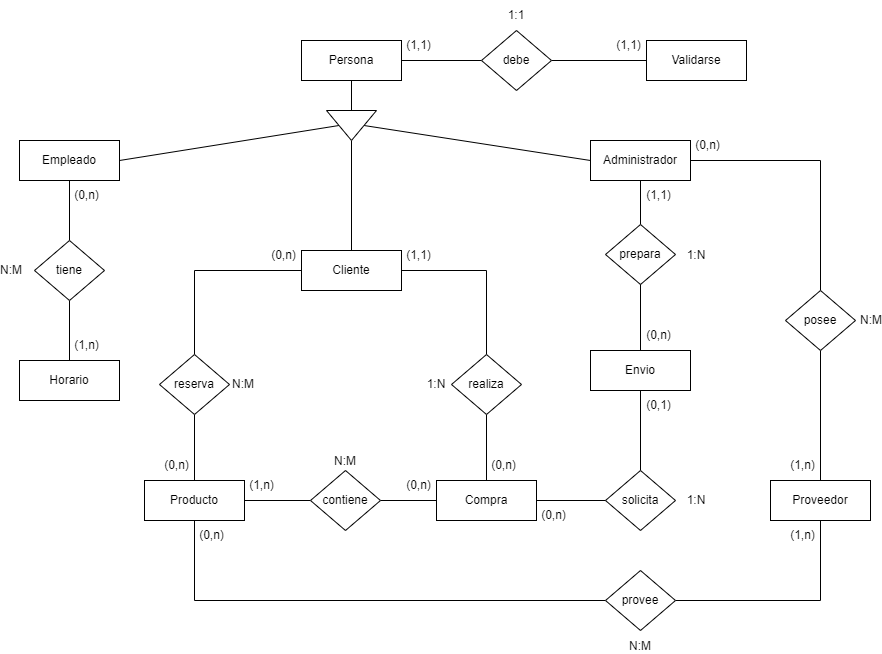 1:1
Persona
(1,1)
debe
(1,1)
Validarse
Empleado
(0,n)
Administrador
(0,n)
(1,1)
N:M
tiene
(0,n)
Cliente
(1,1)
prepara
1:N
(1,n)
Horario
reserva
N:M
1:N
realiza
(0,n)
Envio
(0,1)
posee
N:M
(0,n)
Producto
(1,n)
(0,n)
N:M
contiene
(0,n)
Compra
(0,n)
(0,n)
solicita
1:N
(1,n)
Proveedor
(1,n)
provee
N:M